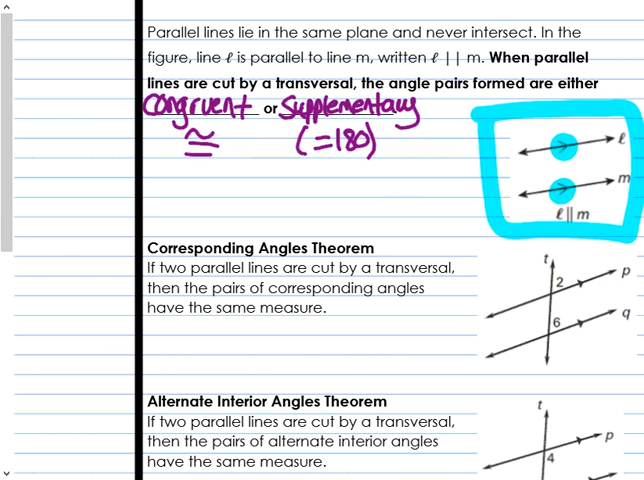 Parallel lines lie in the same plane and never intersect. In the
figure, line ℓ is parallel to line m, written ℓ || m. When parallel
lines are cut by a transversal, the angle pairs formed are either
congruent or supplementary
≅ (=180)
ℓ
m
ℓ || m
Corresponding Angles Theorem
If two parallel lines are cut by a transversal,
then the pairs of corresponding angles
have the same measure.
t
p
2
q
6
Alternate Interior Angles Theorem
If two parallel lines are cut by a transversal,
then the pairs of alternate interior angles
have the same measure.
t
p
4